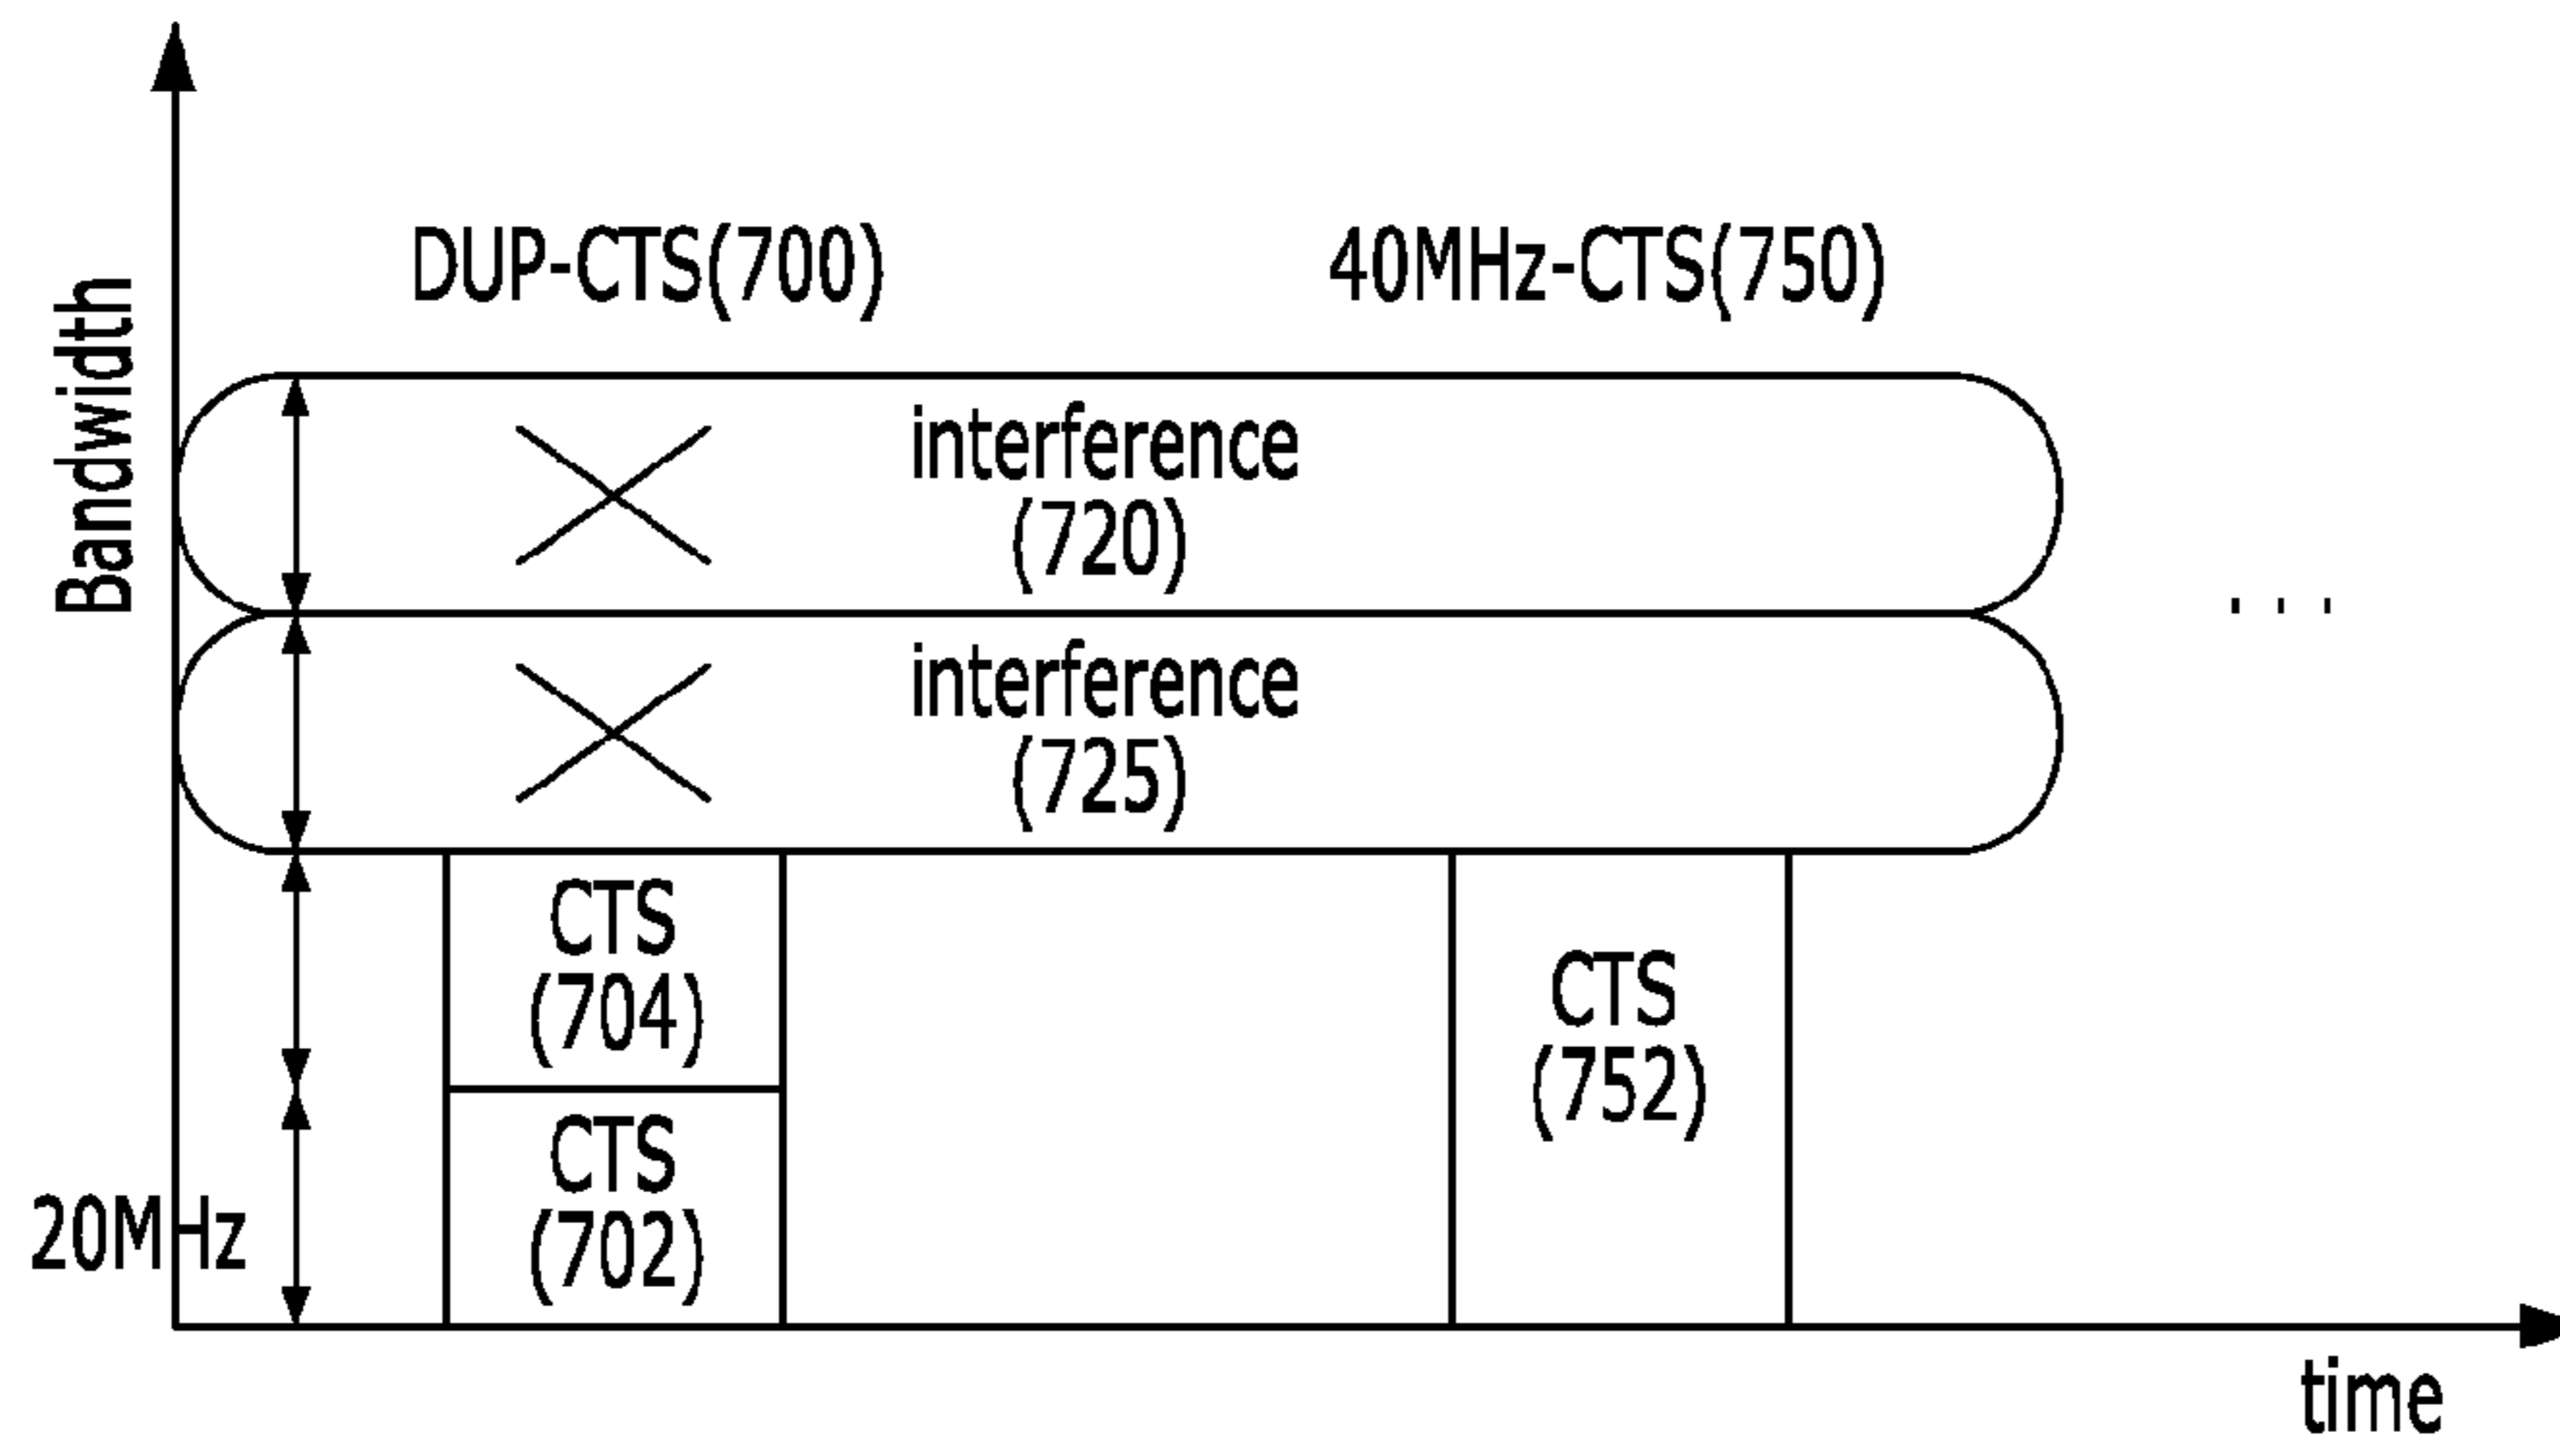 DUP-CTS(700)
40MHz-CTS(750)
Bandwidth
interference
(720)
interference
(725)
. . .
CTS
(704)
CTS
(752)
CTS
(702)
20MHz
time